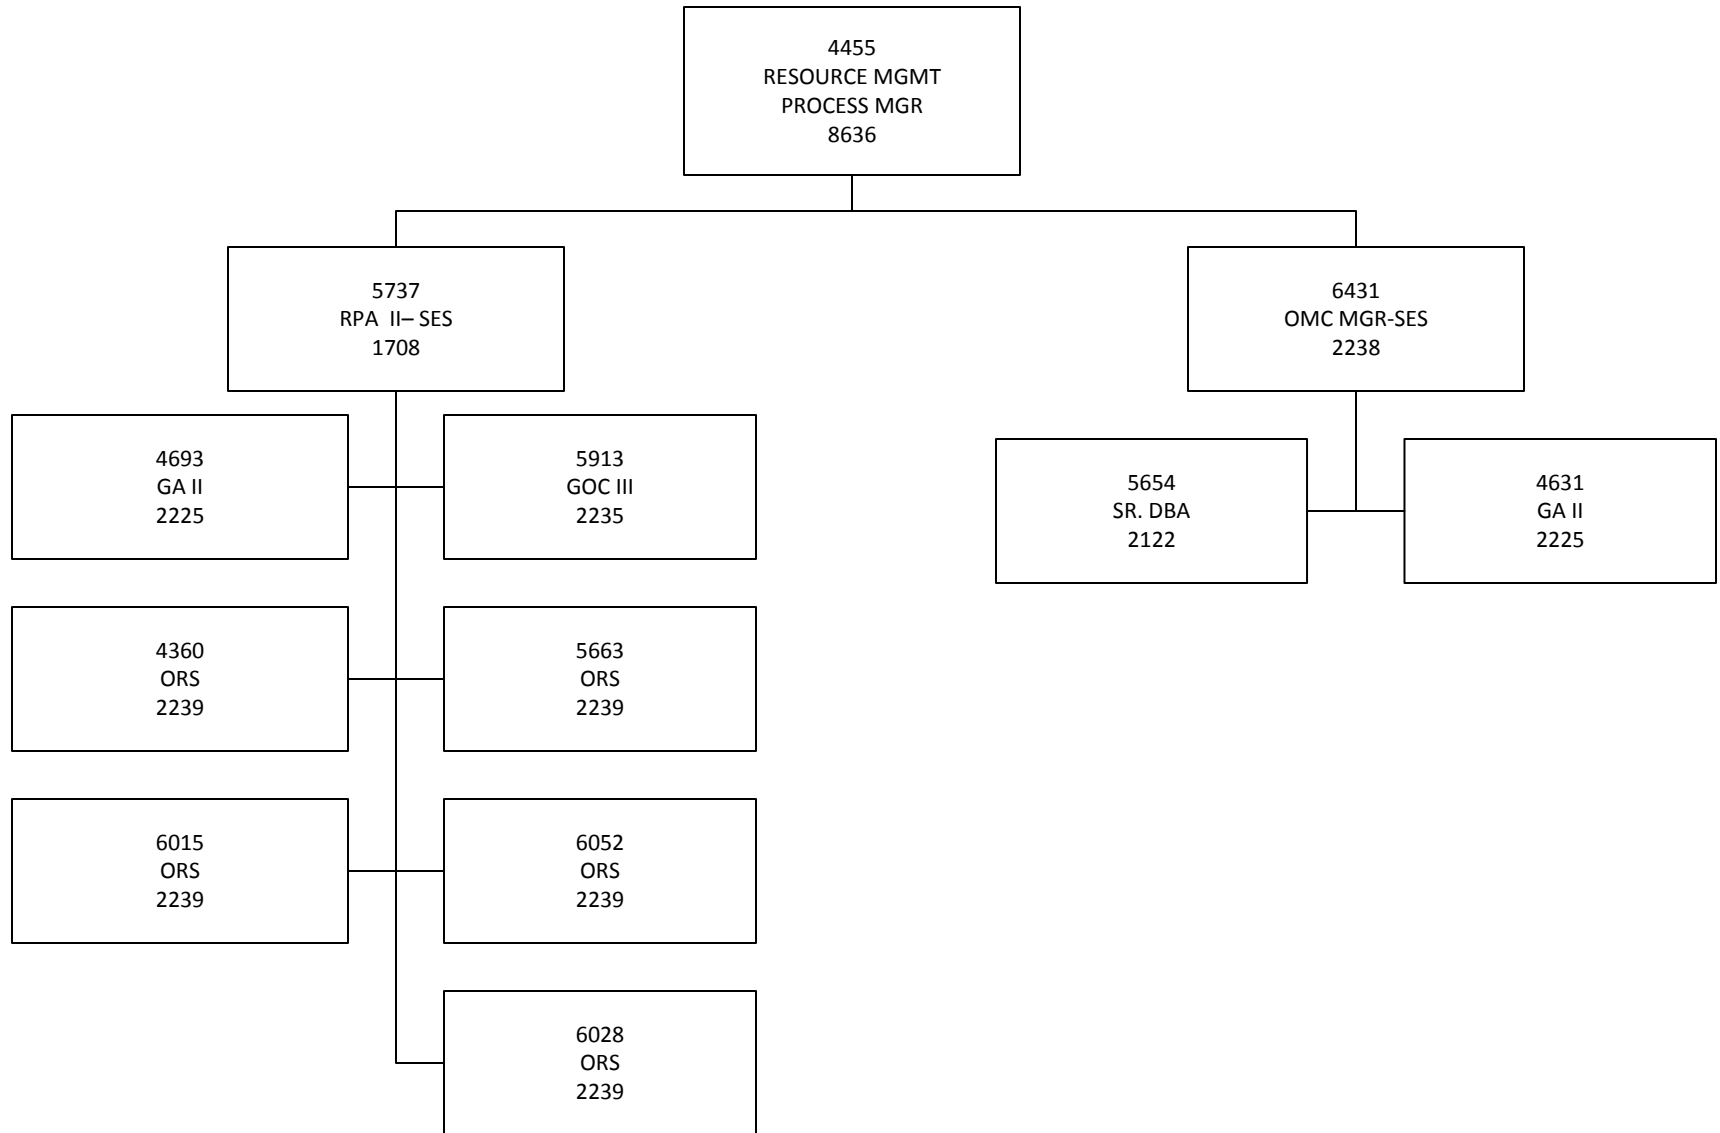 4455
RESOURCE MGMT
PROCESS MGR
8636
5737
RPA  II– SES
1708
6431
OMC MGR-SES
2238
4693
GA II
2225
5913
GOC III
2235
5654
SR. DBA
2122
4631
GA II
2225
4360
ORS
2239
5663
ORS
2239
6015
ORS
2239
6052
ORS
2239
6028
ORS
2239